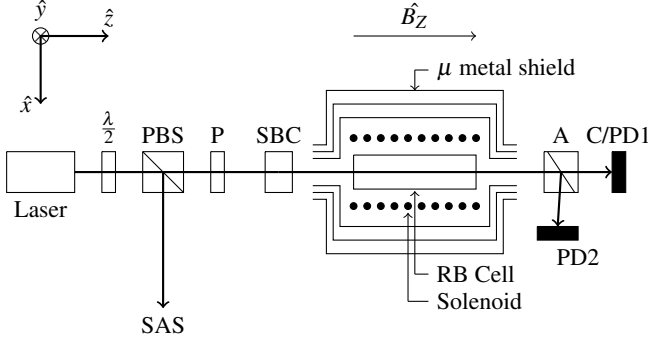 ŷ
ẑ
x̂
B̂_Z
μ metal shield
λ/2
PBS
P
SBC
A
C/PD1
Laser
PD2
RB Cell
Solenoid
SAS